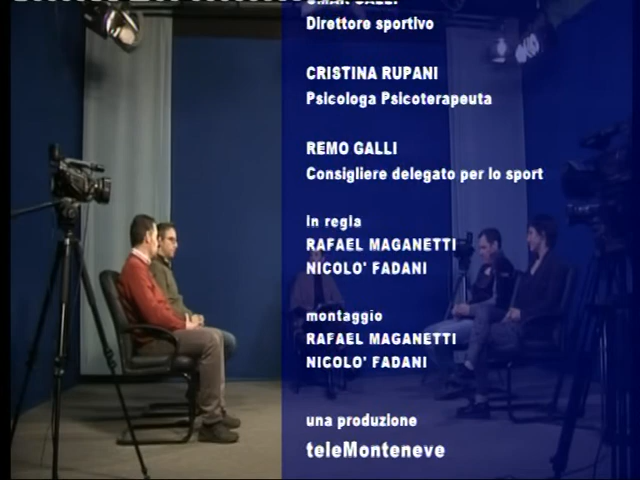 Direttore sportivo
CRISTINA RUPANI
Psicologa Psicoterapeuta
REMO GALLI
Consigliere delegato per lo sport
In regia
RAFAEL MAGANETTI
NICOLO' FADANI
montaggio
RAFAEL MAGANETTI
NICOLO' FADANI
una produzione
teleMonteneve